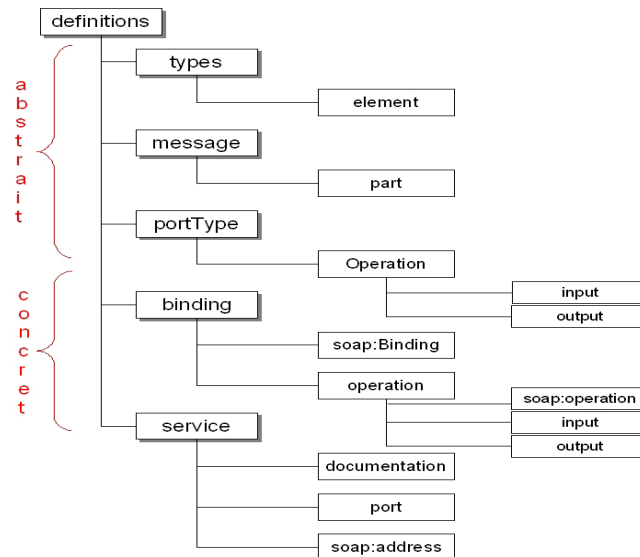 definitions
abstrait
types
element
message
part
portType
Operation
input
output
concret
binding
soap:Binding
operation
soap:operation
input
output
service
documentation
port
soap:address